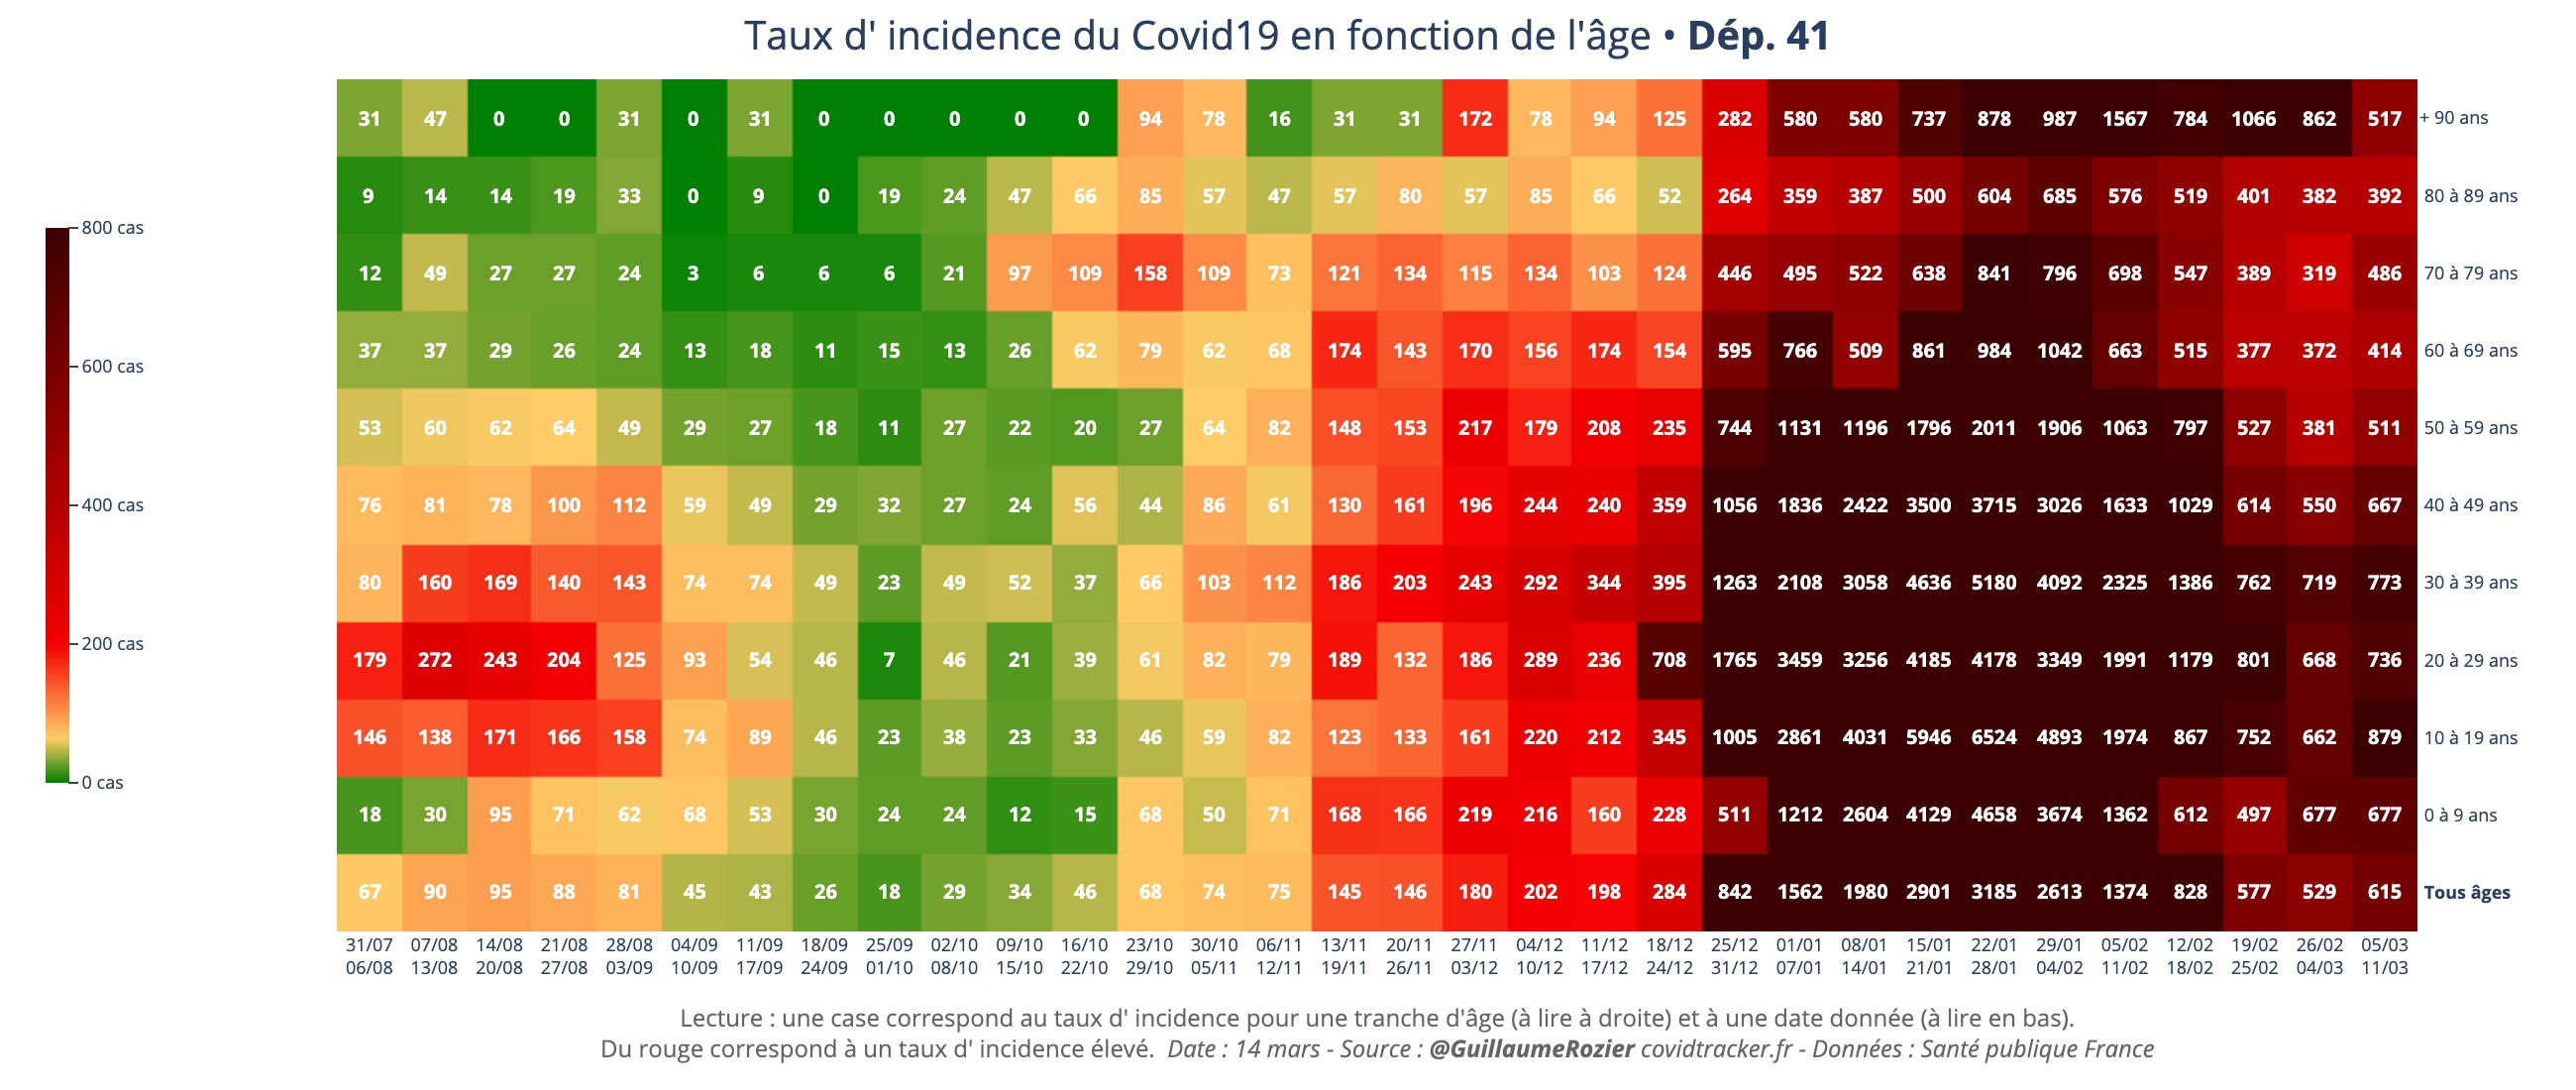 Taux d' incidence du Covid19 en fonction de l'âge • Dép. 41
800 cas
600 cas
400 cas
200 cas
0 cas
31 47 0 0 31 0 31 0 0 0 0 0 94 78 16 31 31 172 78 94 125 282 580 580 737 878 987 1567 784 1066 862 517 + 90 ans
9 14 14 19 33 0 9 0 19 24 47 66 85 57 47 57 80 57 85 66 52 264 359 387 500 604 685 576 519 401 382 392 80 à 89 ans
12 49 27 27 24 3 6 6 6 21 97 109 158 109 73 121 134 115 134 103 124 446 495 522 638 841 796 698 547 389 319 486 70 à 79 ans
37 37 29 26 24 13 18 11 15 13 26 62 79 62 68 174 143 170 156 174 154 595 766 509 861 984 1042 663 515 377 372 414 60 à 69 ans
53 60 62 64 49 29 27 18 11 27 22 20 27 64 82 148 153 217 179 208 235 744 1131 1196 1796 2011 1906 1063 797 527 381 511 50 à 59 ans
76 81 78 100 112 59 49 29 32 27 24 56 44 86 61 130 161 196 244 240 359 1056 1836 2422 3500 3715 3026 1633 1029 614 550 667 40 à 49 ans
80 160 169 140 143 74 74 49 23 49 52 37 66 103 112 186 203 243 292 344 395 1263 2108 3058 4636 5180 4092 2325 1386 762 719 773 30 à 39 ans
179 272 243 204 125 93 54 46 7 46 21 39 61 82 79 189 132 186 289 236 708 1765 3459 3256 4185 4178 3349 1991 1179 801 668 736 20 à 29 ans
146 138 171 166 158 74 89 46 23 38 23 33 46 59 82 123 133 161 220 212 345 1005 2861 4031 5946 6524 4893 1974 867 752 662 879 10 à 19 ans
18 30 95 71 62 68 53 30 24 24 12 15 68 50 71 168 166 219 216 160 228 511 1212 2604 4129 4658 3674 1362 612 497 677 677 0 à 9 ans
67 90 95 88 81 45 43 26 18 29 34 46 68 74 75 145 146 180 202 198 284 842 1562 1980 2901 3185 2613 1374 828 577 529 615 Tous âges
31/07 07/08 14/08 21/08 28/08 04/09 11/09 18/09 25/09 02/10 09/10 16/10 23/10 30/10 06/11 13/11 20/11 27/11 04/12 11/12 18/12 25/12 01/01 08/01 15/01 22/01 29/01 05/02 12/02 19/02 26/02 05/03
06/08 13/08 20/08 27/08 03/09 10/09 17/09 24/09 01/10 08/10 15/10 22/10 29/10 05/11 12/11 19/11 26/11 03/12 10/12 17/12 24/12 31/12 07/01 14/01 21/01 28/01 04/02 11/02 18/02 25/02 04/03 11/03
Lecture : une case correspond au taux d' incidence pour une tranche d'âge (à lire à droite) et à une date donnée (à lire en bas).
Du rouge correspond à un taux d' incidence élevé. Date : 14 mars - Source : @GuillaumeRozier covidtracker.fr - Données : Santé publique France